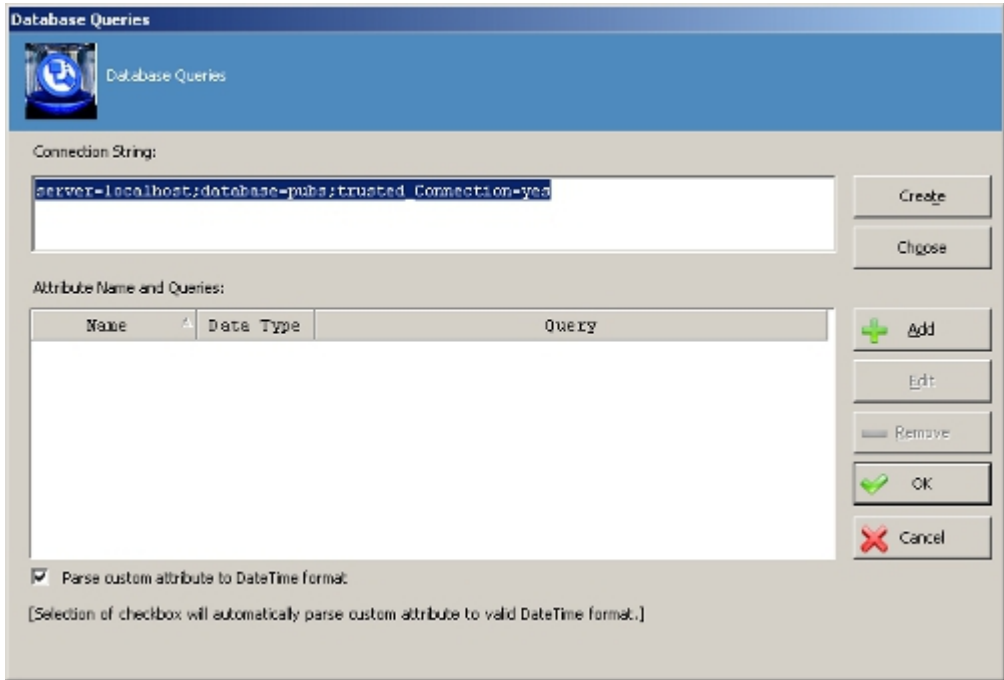 Database Queries
Database Queries
Connection String:
server=localhost;database=pubs;trusted_Connection=yes
Create
Choose
Attribute Name and Queries:
Name Data Type Query
Add
Edit
Remove
OK
Cancel
Parse custom attribute to DateTime format
[Selection of checkbox will automatically parse custom attribute to valid DateTime format.]